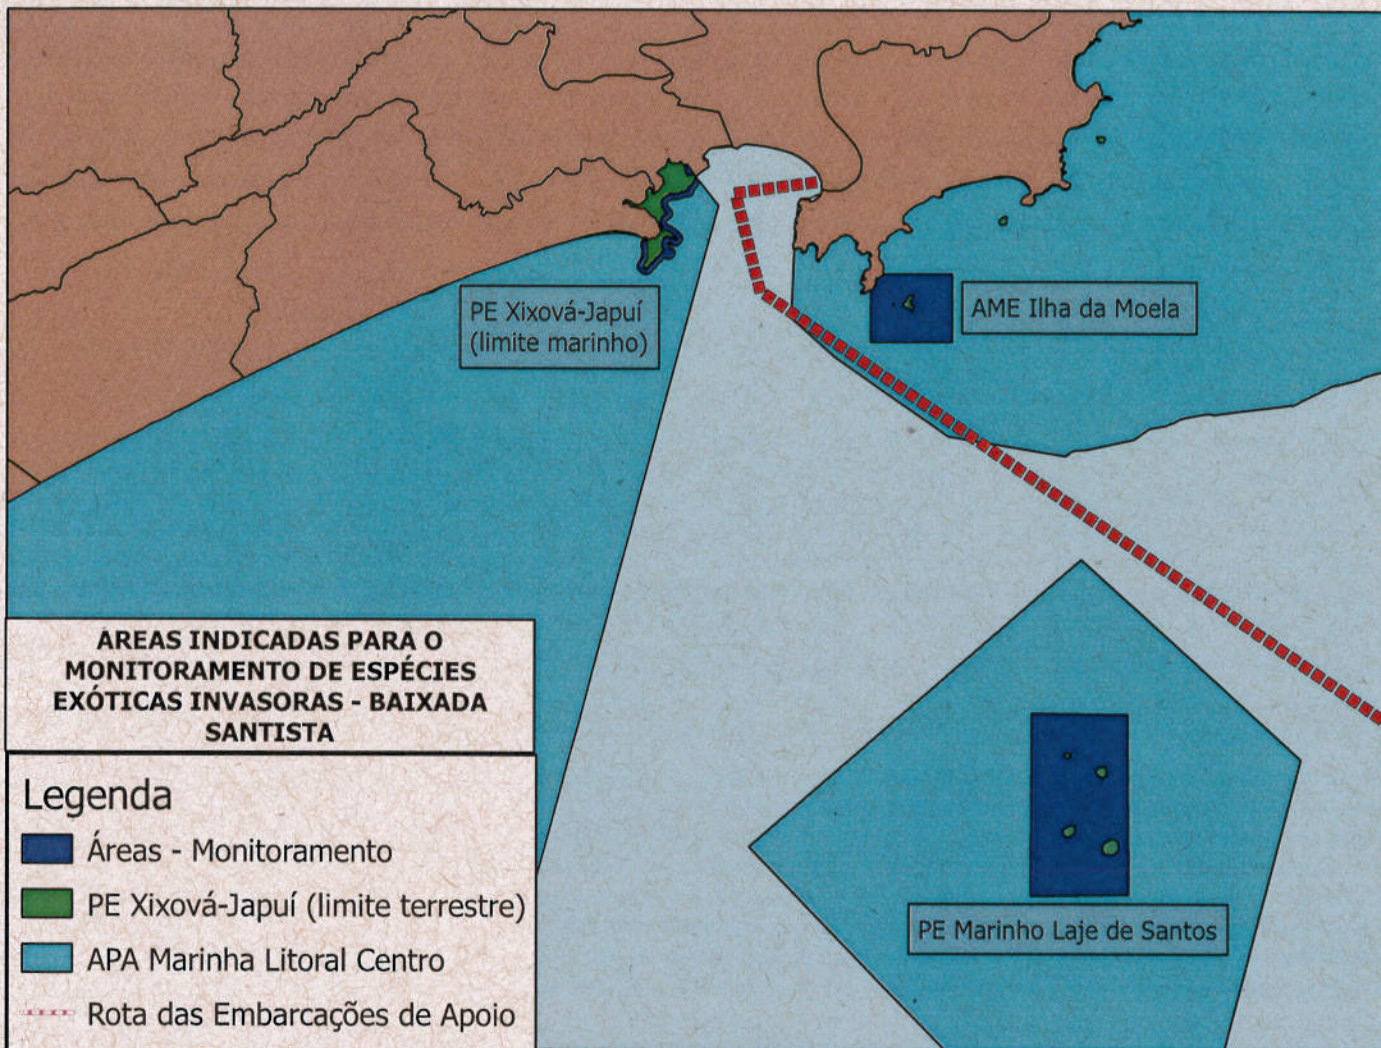 PE Xixová-Japuí
(limite marinho)
AME Ilha da Moela
ÁREAS INDICADAS PARA O
MONITORAMENTO DE ESPÉCIES
EXÓTICAS INVASORAS - BAIXADA
SANTISTA
Legenda
Áreas - Monitoramento
PE Xixová-Japuí (limite terrestre)
APA Marinha Litoral Centro
Rota das Embarcações de Apoio
PE Marinho Laje de Santos